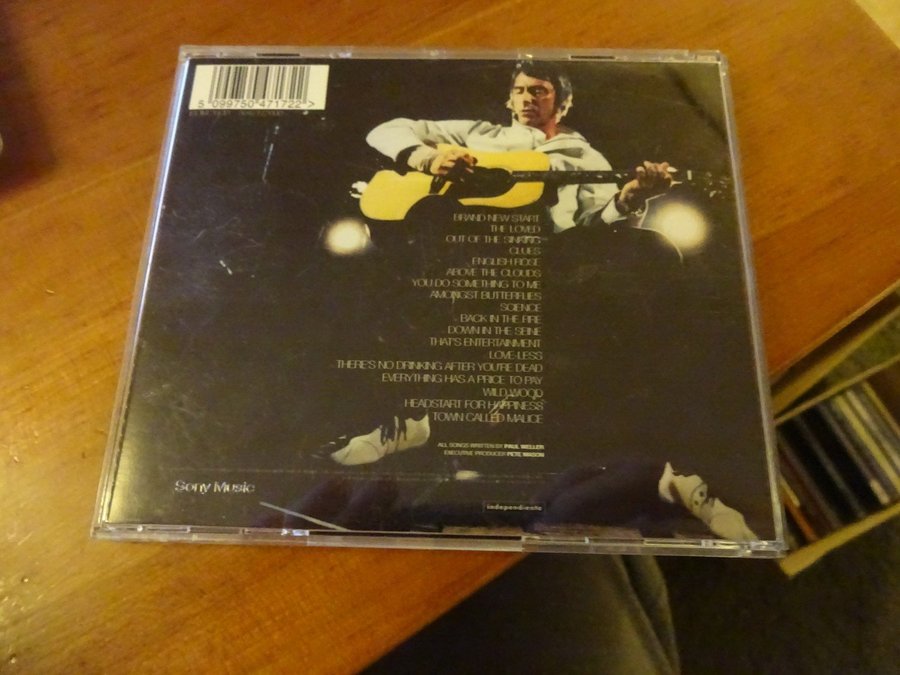 5 099750 471722 >
BRAND NEW START
THE LOVED
OUT OF THE SINKING
CLUES
ENGLISH ROSE
ABOVE THE CLOUDS
YOU DO SOMETHING TO ME
AMONGST BUTTERFLIES
SCIENCE
BACK IN THE FIRE
DOWN IN THE SEINE
THAT'S ENTERTAINMENT
LOVE-LESS
THERE'S NO DRINKING AFTER YOU'RE DEAD
EVERYTHING HAS A PRICE TO PAY
WILD WOOD
HEADSTART FOR HAPPINESS
TOWN CALLED MALICE
ALL SONGS WRITTEN BY PAUL WELLER
EXECUTIVE PRODUCER PETE MASON
Sony Music
independiente